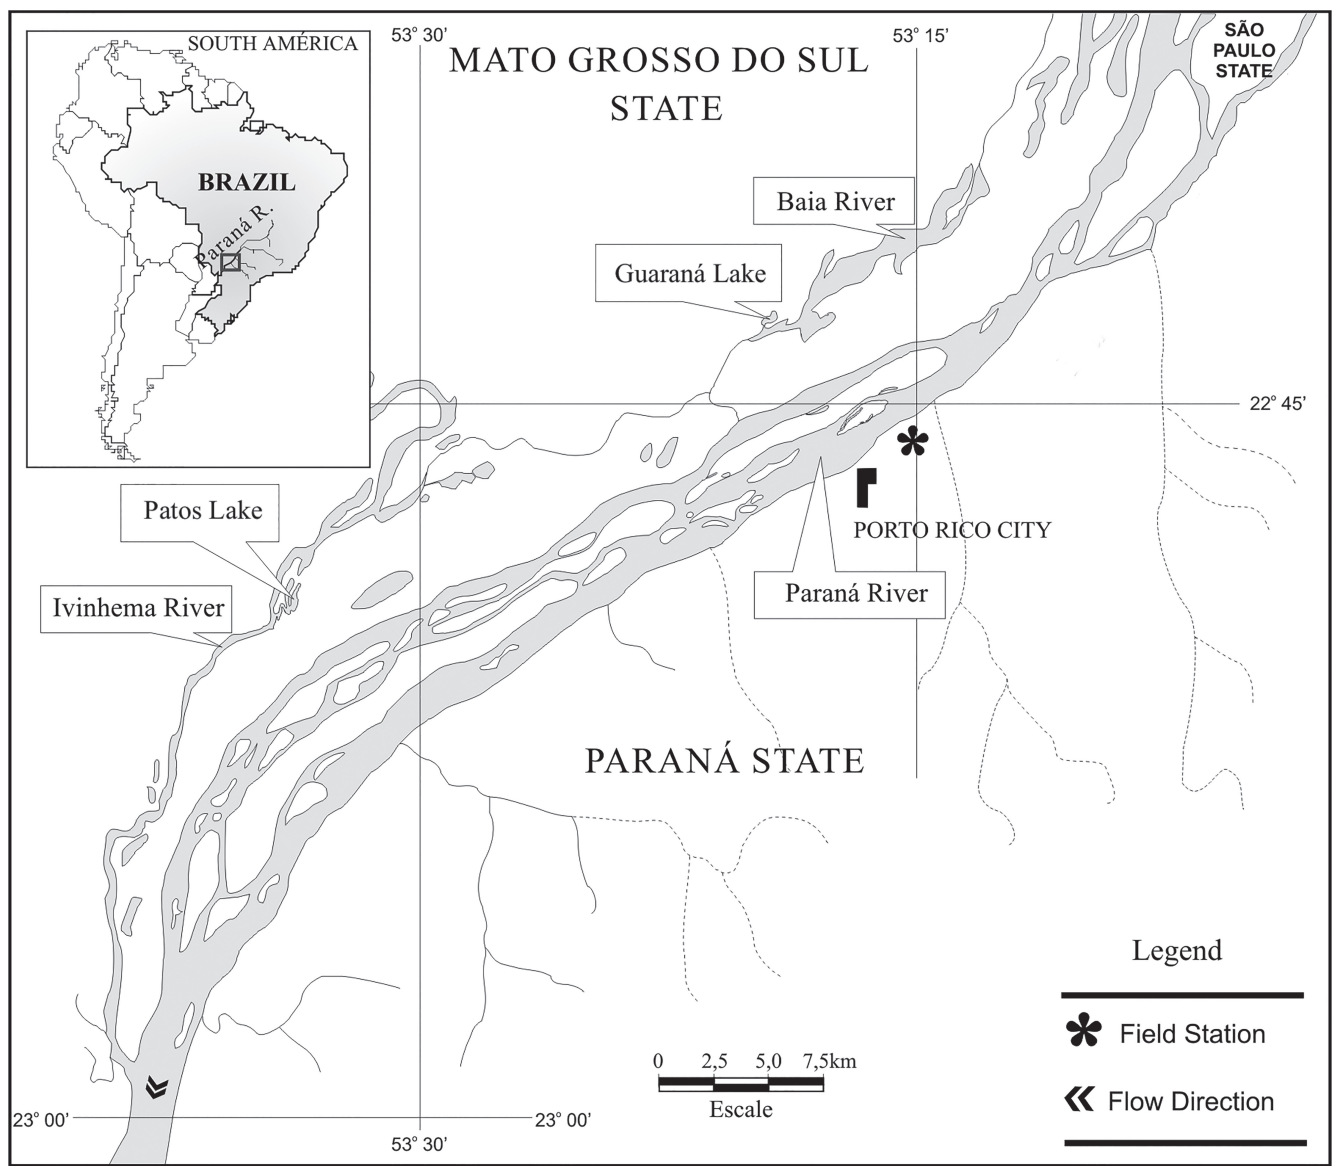 SOUTH AMÉRICA
BRAZIL
Paraná R.
53° 30'
53° 15'
MATO GROSSO DO SUL
STATE
SÃO
PAULO
STATE
Baia River
Guaraná Lake
22° 45'
Patos Lake
PORTO RICO CITY
Ivinhema River
Paraná River
PARANÁ STATE
Legend
Field Station
Flow Direction
0 2,5 5,0 7,5km
Escale
23° 00'
23° 00'
53° 30'